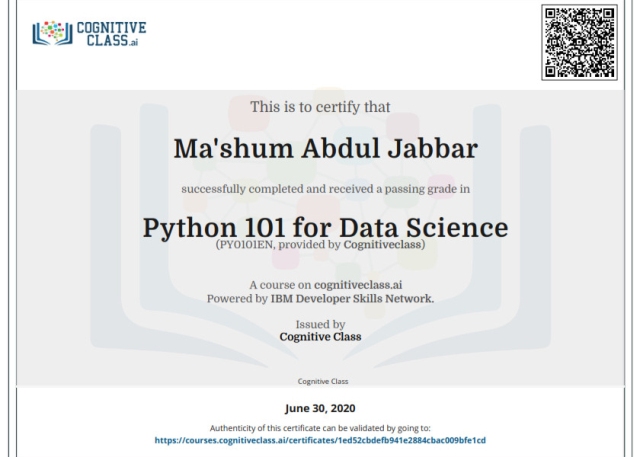 COGNITIVE
CLASS.ai
This is to certify that
Ma'shum Abdul Jabbar
successfully completed and received a passing grade in
Python 101 for Data Science
(PY0101EN, provided by Cognitiveclass)
A course on cognitiveclass.ai
Powered by IBM Developer Skills Network.
Issued by
Cognitive Class
Cognitive Class
June 30, 2020
Authenticity of this certificate can be validated by going to:
https://courses.cognitiveclass.ai/certificates/1ed52cbdefb941e2884cbac009bfe1cd